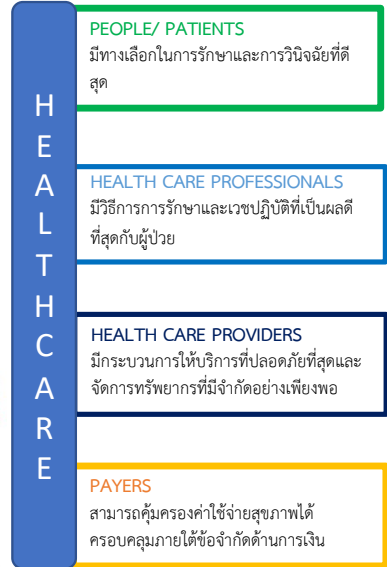 HEALTHCARE
PEOPLE/ PATIENTS
มีทางเลือกในการรักษาและการวินิจฉัยที่ดี
สุด
HEALTH CARE PROFESSIONALS
มีวิธีการการรักษาและเวชปฏิบัติที่เป็นผลดี
ที่สุดกับผู้ป่วย
HEALTH CARE PROVIDERS
มีกระบวนการให้บริการที่ปลอดภัยที่สุดและ
จัดการทรัพยากรที่มีจำกัดอย่างเพียงพอ
PAYERS
สามารถคุ้มครองค่าใช้จ่ายสุขภาพได้
ครอบคลุมภายใต้ข้อจำกัดด้านการเงิน